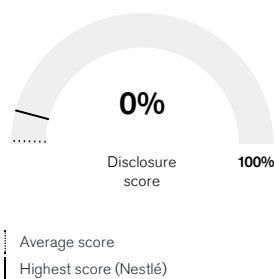 0%
Disclosure
score
100%
Average score
Highest score (Nestlé)